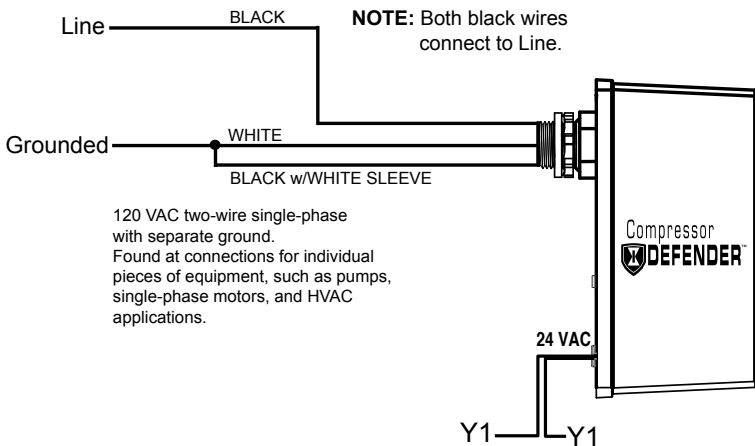 BLACK
NOTE: Both black wires
connect to Line.
Line
WHITE
Grounded
BLACK w/WHITE SLEEVE
120 VAC two-wire single-phase
with separate ground.
Found at connections for individual
pieces of equipment, such as pumps,
single-phase motors, and HVAC
applications.
Compressor
DEFENDER™
24 VAC
Y1
Y1